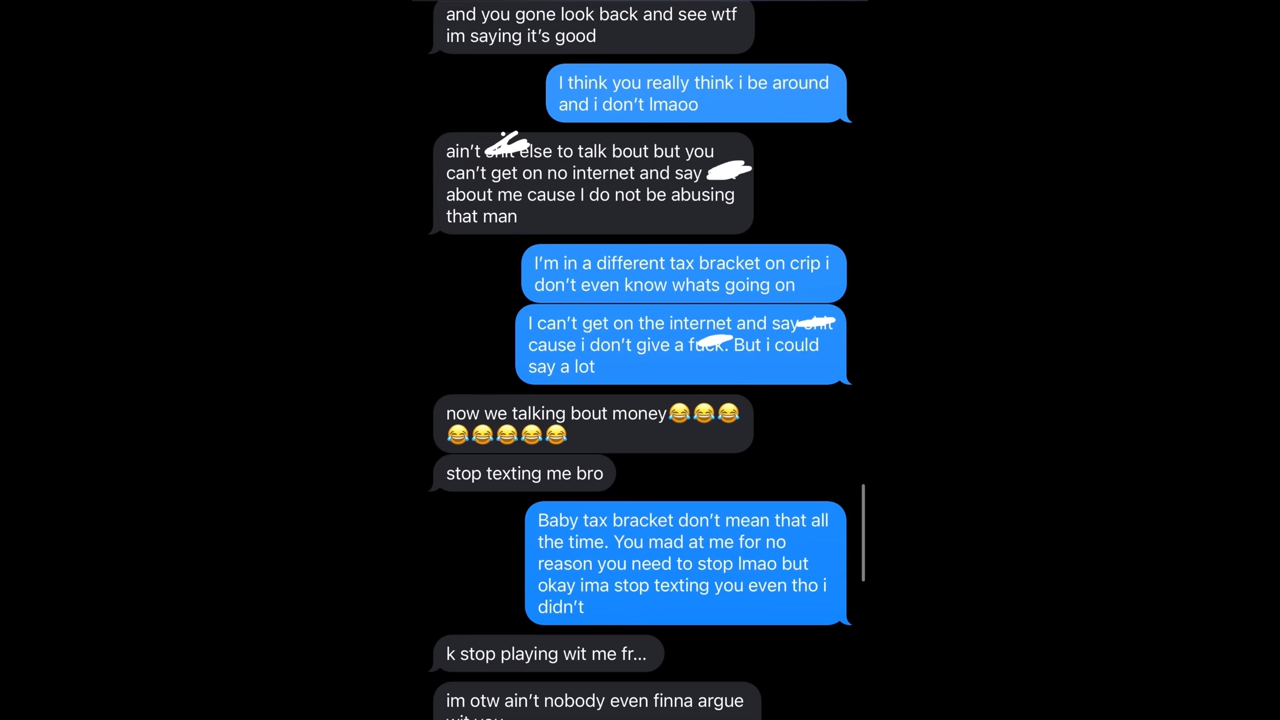 and you gone look back and see wtf
im saying it's good
I think you really think i be around
and i don't lmaoo
ain't shit else to talk bout but you
can't get on no internet and say
about me cause I do not be abusing
that man
I'm in a different tax bracket on crip i
don't even know whats going on
I can't get on the internet and say shit
cause i don't give a fuck. But i could
say a lot
now we talking bout money😂😂😂
😂😂😂😂😂
stop texting me bro
Baby tax bracket don't mean that all
the time. You mad at me for no
reason you need to stop lmao but
okay ima stop texting you even tho i
didn't
k stop playing wit me fr...
im otw ain't nobody even finna argue
wit you